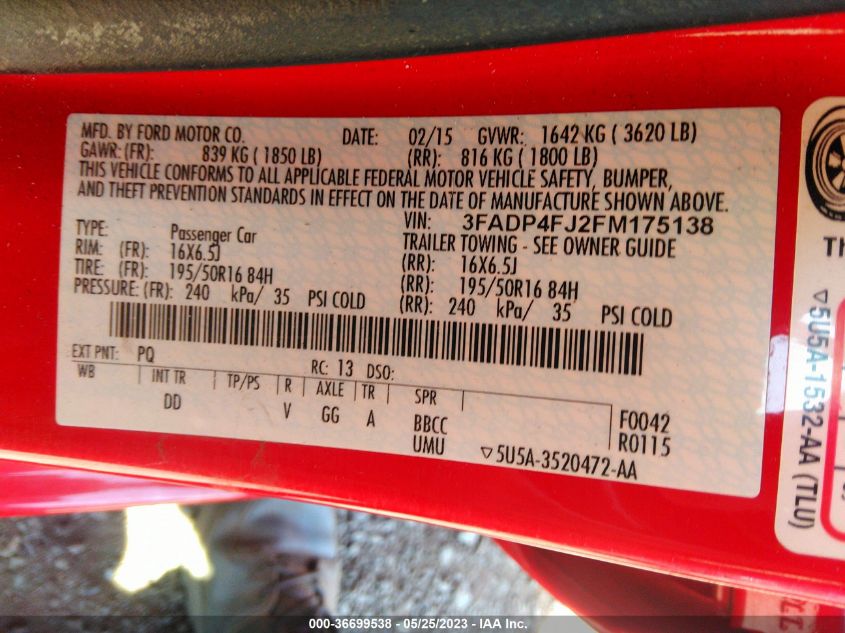 MFD. BY FORD MOTOR CO. DATE: 02/15 GVWR: 1642 KG ( 3620 LB)
GAWR: (FR): 839 KG ( 1850 LB) (RR): 816 KG ( 1800 LB)
THIS VEHICLE CONFORMS TO ALL APPLICABLE FEDERAL MOTOR VEHICLE SAFETY, BUMPER,
AND THEFT PREVENTION STANDARDS IN EFFECT ON THE DATE OF MANUFACTURE SHOWN ABOVE.
VIN: 3FADP4FJ2FM175138
TYPE: Passenger Car TRAILER TOWING - SEE OWNER GUIDE
RIM: (FR): 16X6.5J (RR): 16X6.5J
TIRE: (FR): 195/50R16 84H (RR): 195/50R16 84H
PRESSURE: (FR): 240 kPa/ 35 PSI COLD (RR): 240 kPa/ 35 PSI COLD
EXT PNT: PQ RC: 13 DSO:
WB INT TR TP/PS R AXLE TR SPR
DD V GG A BBCC F0042
UMU R0115
▽5U5A-3520472-AA
▽5U5A-1532-AA (TLU)
000-36699538 - 05/25/2023 - IAA Inc.